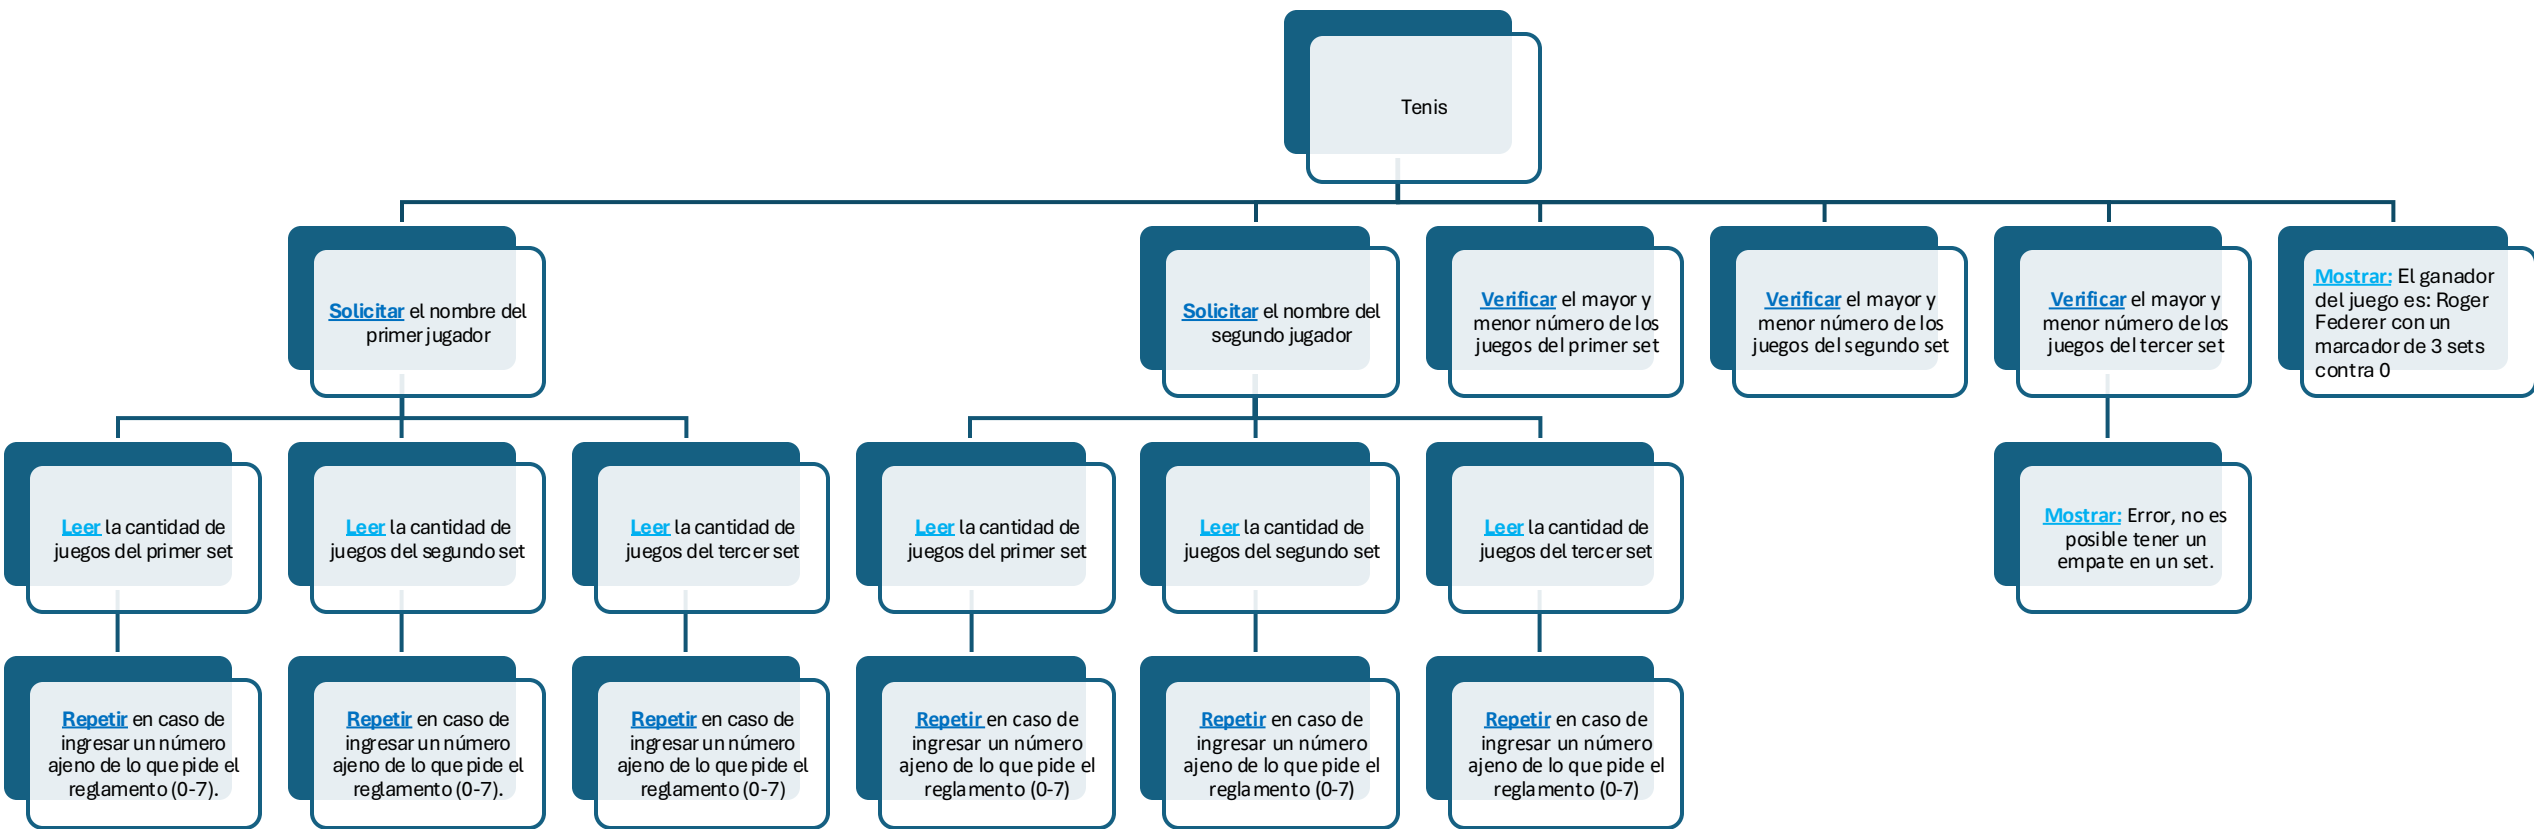 Tenis
Solicitar el nombre del
primer jugador
Solicitar el nombre del
segundo jugador
Verificar el mayor y
menor número de los
juegos del primer set
Verificar el mayor y
menor número de los
juegos del segundo set
Verificar el mayor y
menor número de los
juegos del tercer set
Mostrar: El ganador
del juego es: Roger
Federer con un
marcador de 3 sets
contra 0
Leer la cantidad de
juegos del primer set
Leer la cantidad de
juegos del segundo set
Leer la cantidad de
juegos del tercer set
Leer la cantidad de
juegos del primer set
Leer la cantidad de
juegos del segundo set
Leer la cantidad de
juegos del tercer set
Mostrar: Error, no es
posible tener un
empate en un set.
Repetir en caso de
ingresar un número
ajeno de lo que pide el
reglamento (0-7).
Repetir en caso de
ingresar un número
ajeno de lo que pide el
reglamento (0-7).
Repetir en caso de
ingresar un número
ajeno de lo que pide el
reglamento (0-7)
Repetir en caso de
ingresar un número
ajeno de lo que pide el
reglamento (0-7)
Repetir en caso de
ingresar un número
ajeno de lo que pide el
reglamento (0-7)
Repetir en caso de
ingresar un número
ajeno de lo que pide el
reglamento (0-7)